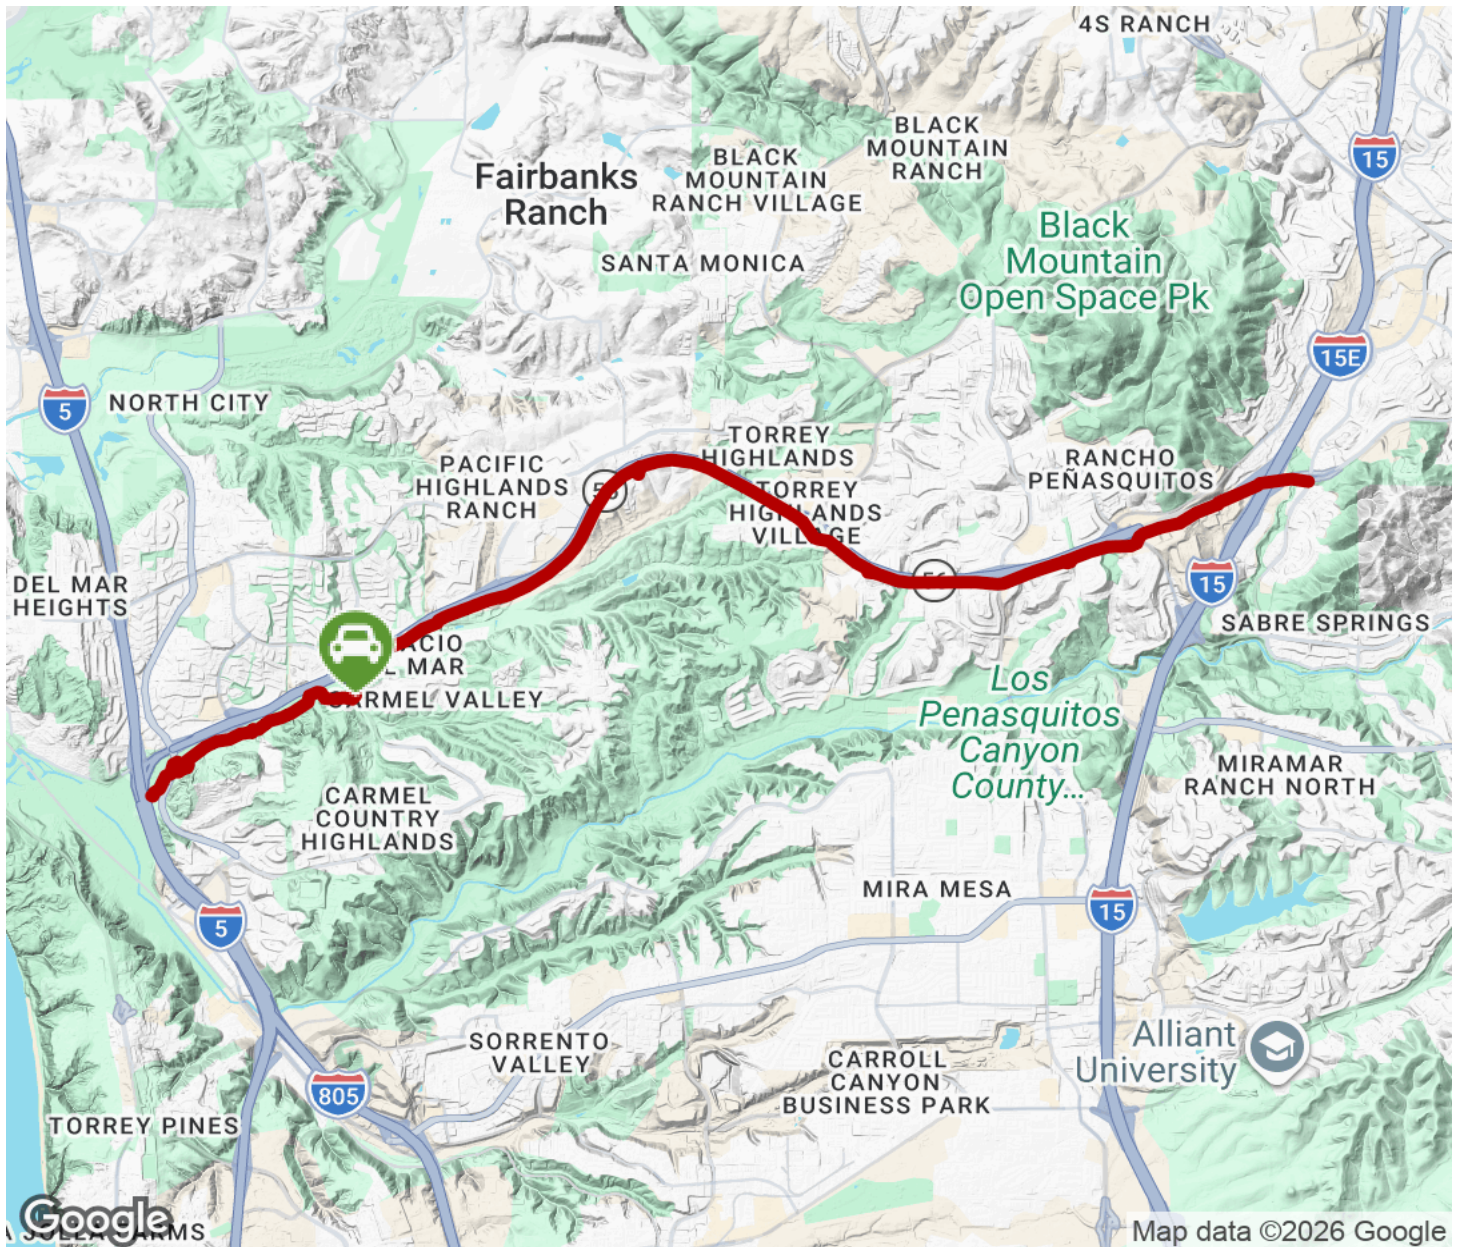 4S RANCH
BLACK
MOUNTAIN
RANCH
15
BLACK
MOUNTAIN
RANCH VILLAGE
Fairbanks
Ranch
Black
Mountain
Open Space Pk
SANTA MONICA
15E
5
NORTH CITY
TORREY
HIGHLANDS
PACIFIC
HIGHLANDS
RANCH
RANCHO
PEÑASQUITOS
TORREY
HIGHLANDS
VILLAGE
15
DEL MAR
HEIGHTS
SABRE SPRINGS
MAR
CARMEL VALLEY
Los
Penasquitos
Canyon
County...
MIRAMAR
RANCH NORTH
CARMEL
COUNTRY
HIGHLANDS
MIRA MESA
15
5
SORRENTO
VALLEY
Alliant
University
CARROLL
CANYON
BUSINESS PARK
805
TORREY PINES
Google
Map data ©2026 Google